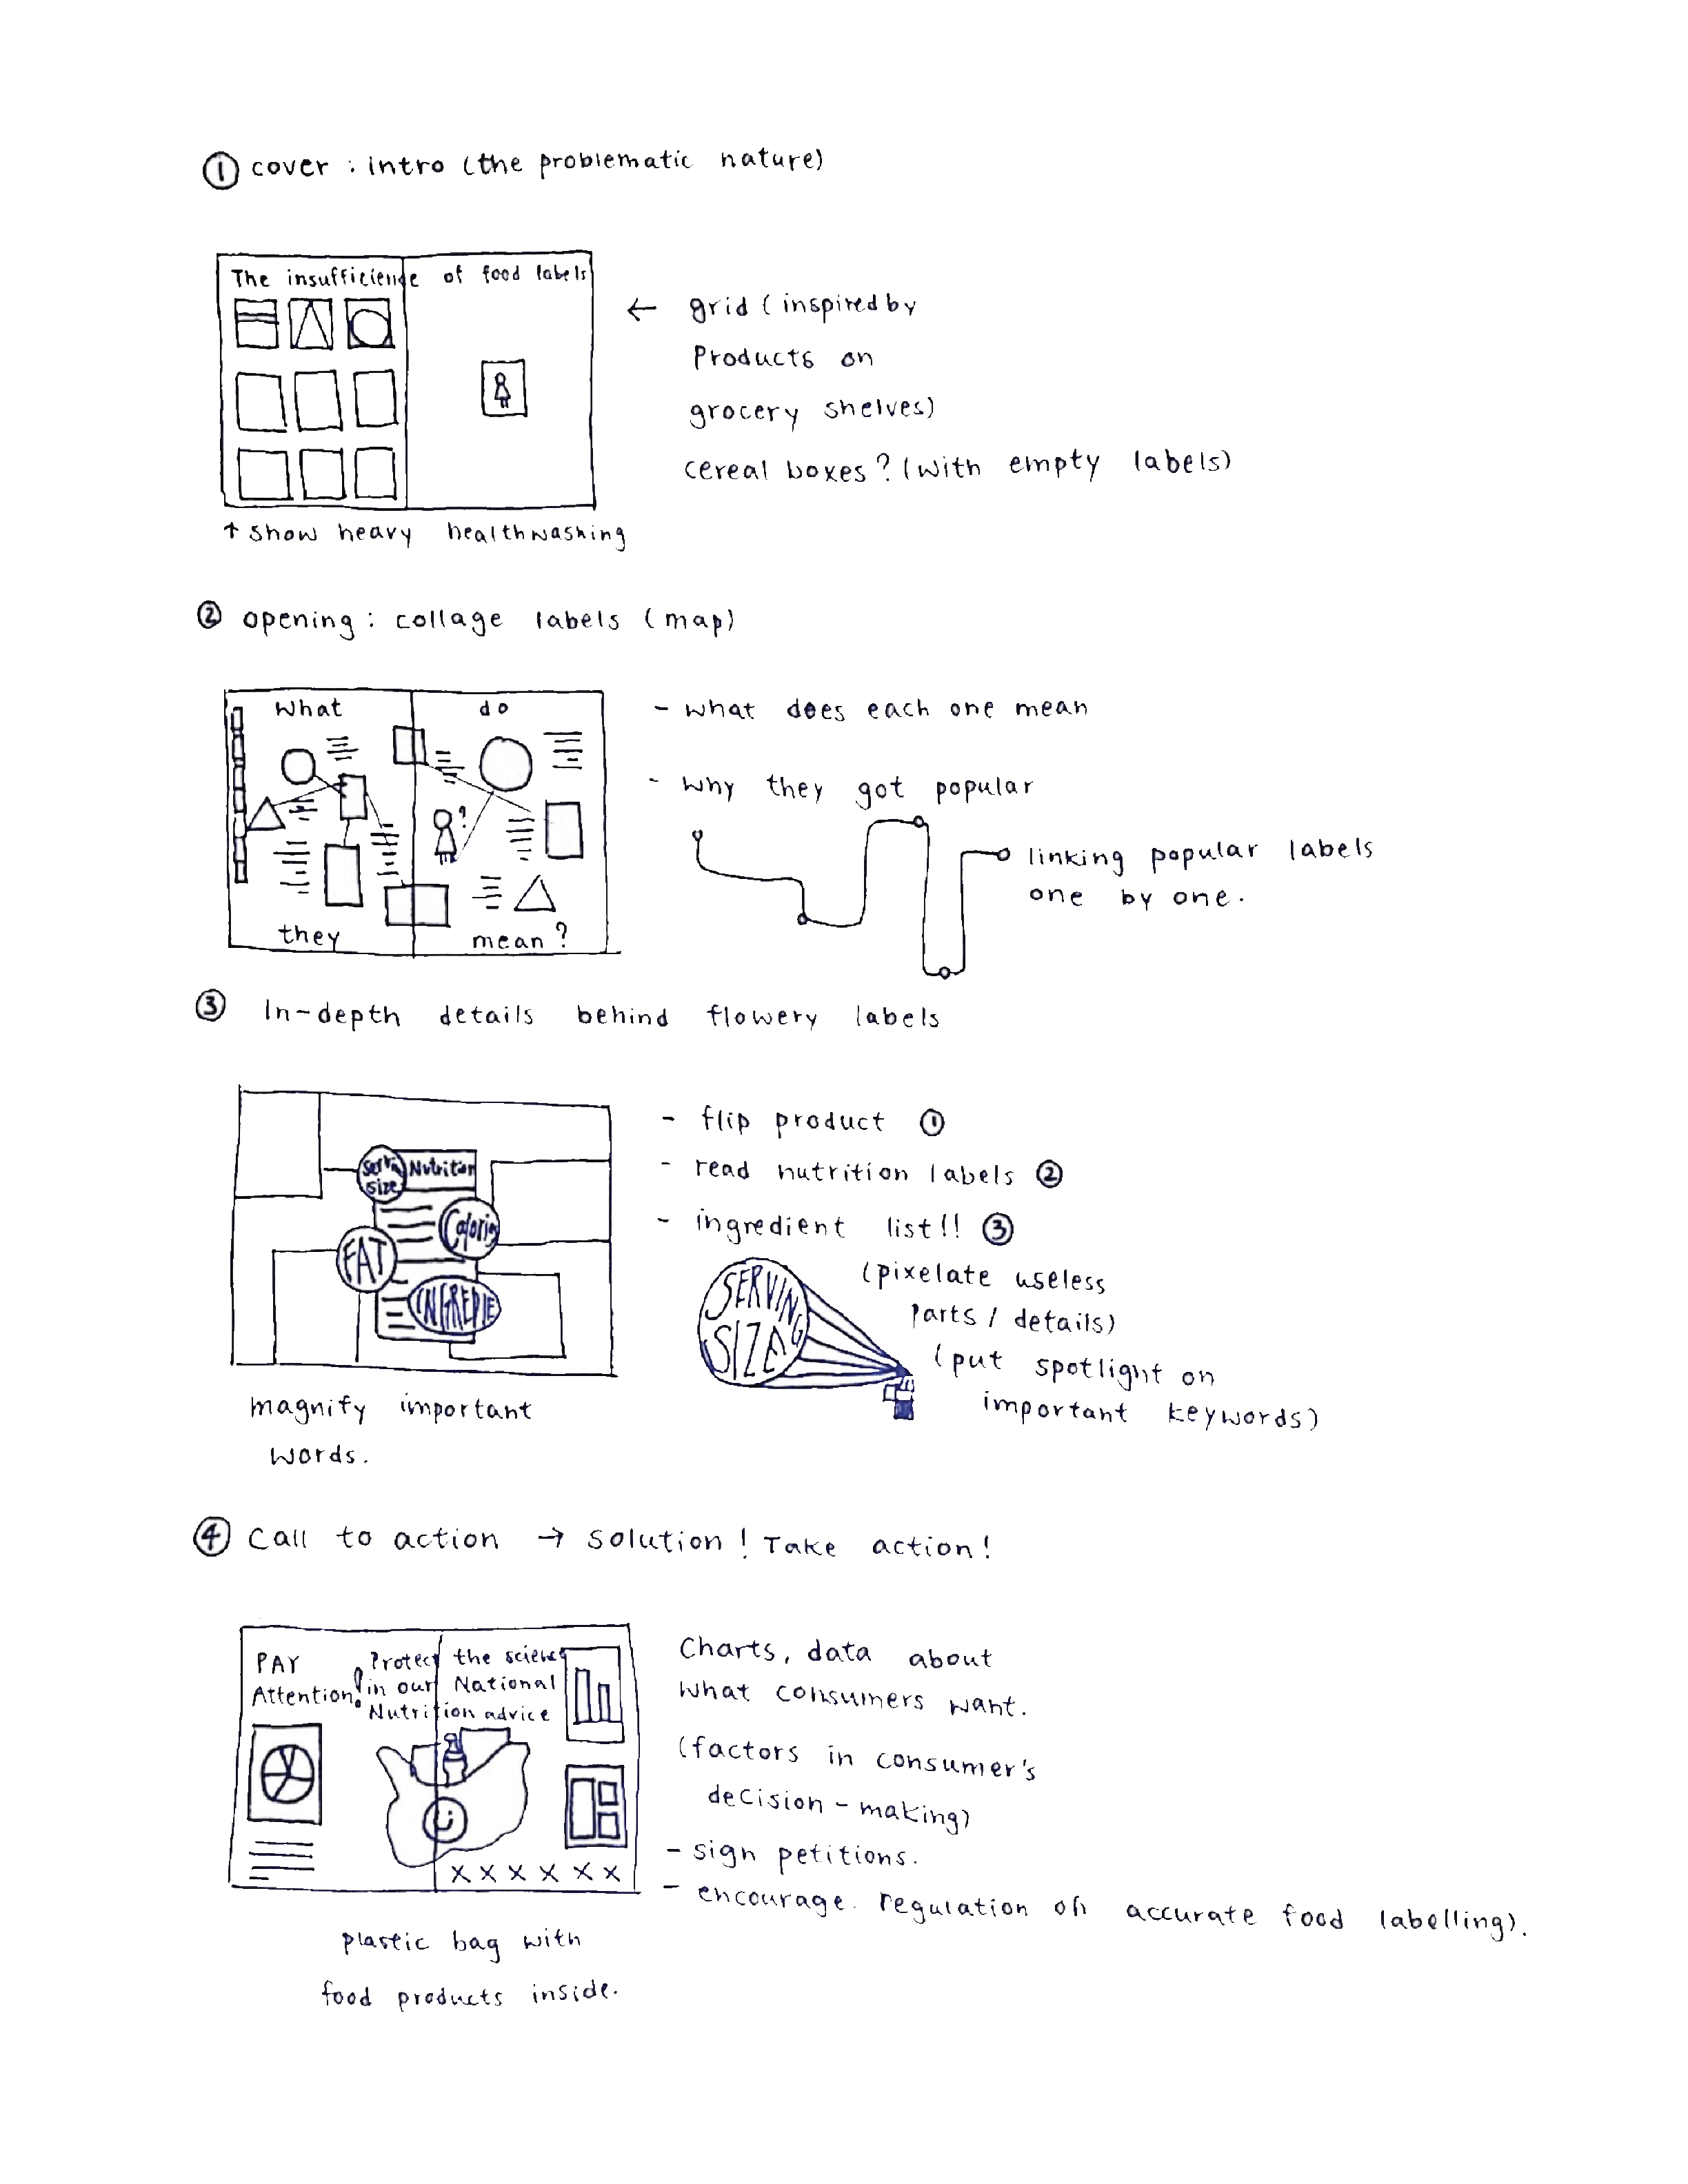 ① cover : intro (the problematic nature)
The insufficience of food labels
← grid (inspired by
Products on
grocery shelves)
cereal boxes? (with empty labels)
↑ show heavy healthwashing
② opening : collage labels (map)
What do
?
they mean?
- what does each one mean
- why they got popular
linking popular labels
one by one.
③ In-depth details behind flowery labels
Nutrition
size
FAT
- flip product ①
- read nutrition labels ②
- ingredient list!! ③
(pixelate useless
parts / details)
(put spotlight on
important keywords)
SERVING
SIZE
magnify important
words.
④ Call to action → solution! Take action!
PAY
Attention!
Protect the science
in our National
Nutrition advice
x x x x x x
Charts, data about
what consumers want.
(factors in consumer's
decision - making)
- sign petitions.
- encourage. regulation on accurate food labelling).
plastic bag with
food products inside.